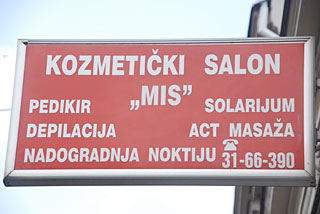 KOZMETIČKI SALON
„MIS”
PEDIKIR SOLARIJUM
DEPILACIJA ACT MASAŽA
NADOGRADNJA NOKTIJU ☎ 31-66-390